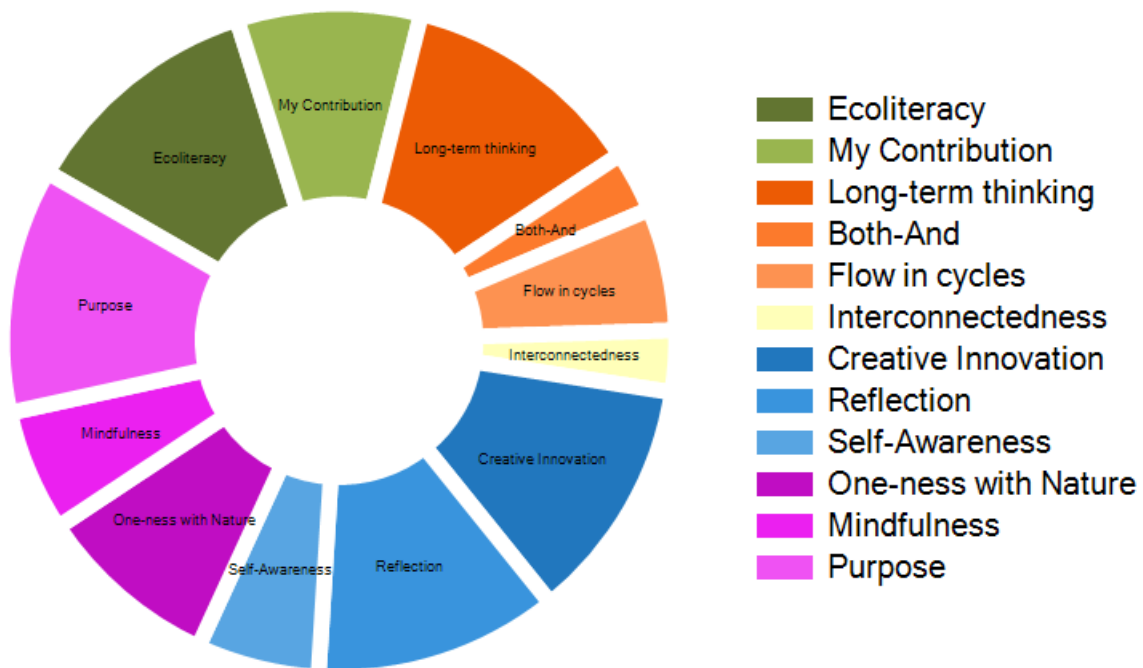 My Contribution
Long-term thinking
Ecoliteracy
Both-And
Flow in cycles
Purpose
Interconnectedness
Mindfulness
Creative Innovation
One-ness with Nature
Self-Awareness
Reflection
Ecoliteracy
My Contribution
Long-term thinking
Both-And
Flow in cycles
Interconnectedness
Creative Innovation
Reflection
Self-Awareness
One-ness with Nature
Mindfulness
Purpose